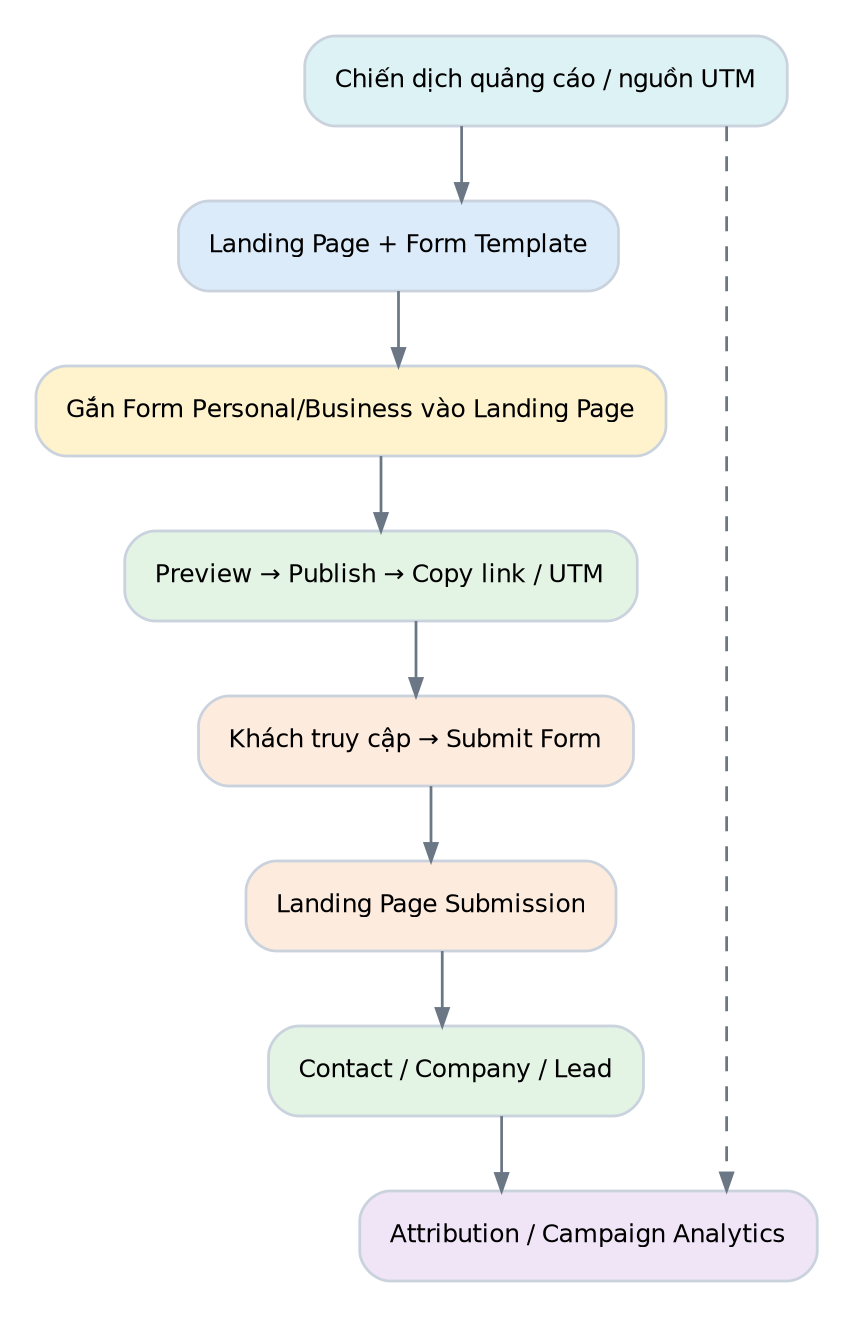 Chiến dịch quảng cáo / nguồn UTM
Landing Page + Form Template
Gắn Form Personal/Business vào Landing Page
Preview → Publish → Copy link / UTM
Khách truy cập → Submit Form
Landing Page Submission
Contact / Company / Lead
Attribution / Campaign Analytics